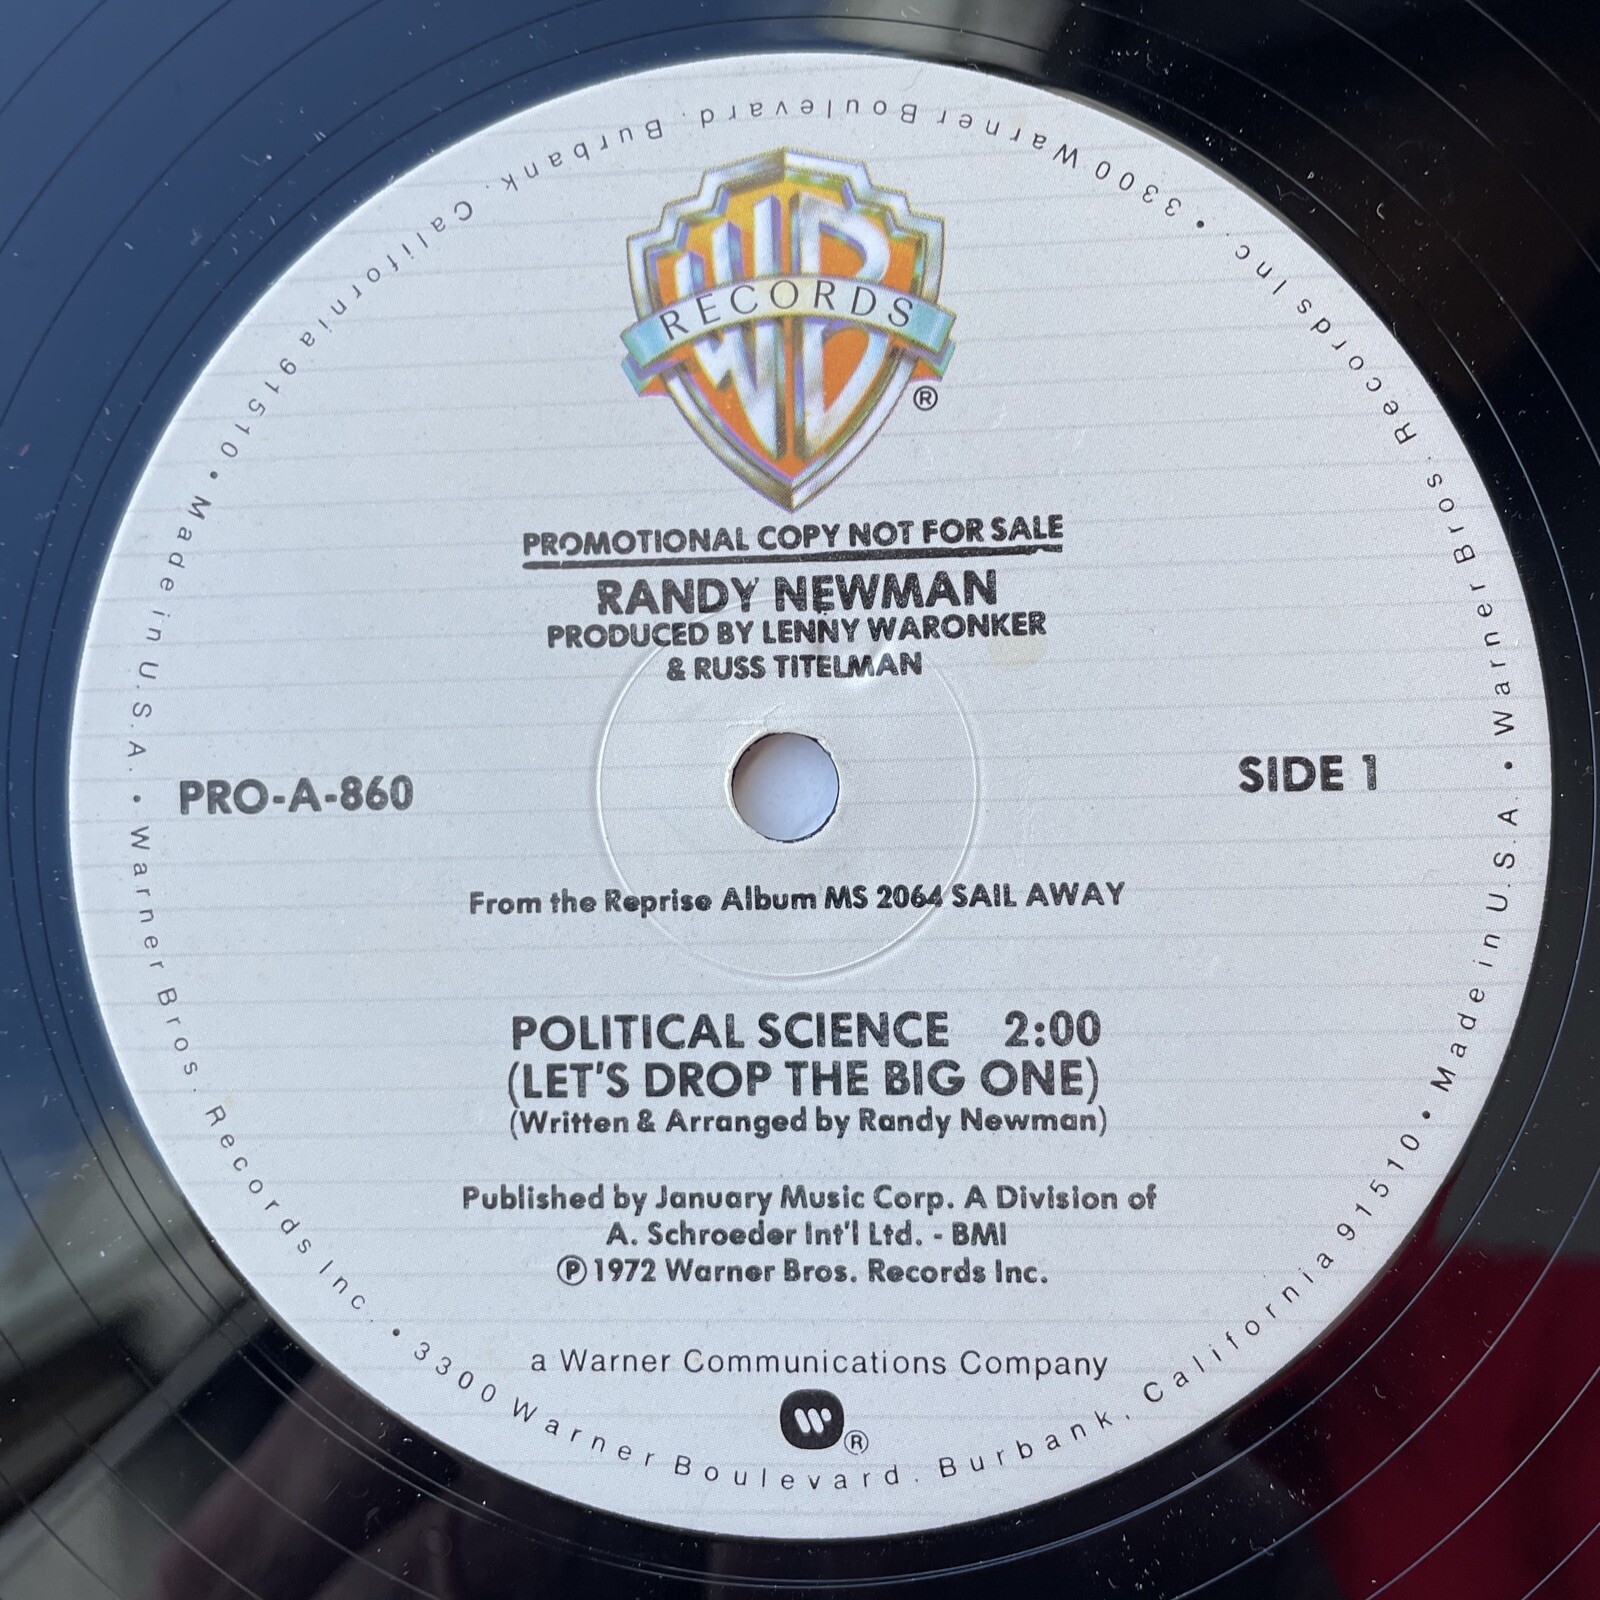 WB
RECORDS
®
PROMOTIONAL COPY NOT FOR SALE
RANDY NEWMAN
PRODUCED BY LENNY WARONKER
& RUSS TITELMAN
PRO-A-860
SIDE 1
From the Reprise Album MS 2064 SAIL AWAY
POLITICAL SCIENCE 2:00
(LET'S DROP THE BIG ONE)
(Written & Arranged by Randy Newman)
Published by January Music Corp. A Division of
A. Schroeder Int'l Ltd. - BMI
Ⓟ1972 Warner Bros. Records Inc.
a Warner Communications Company
W ®
Warner Bros. Records Inc. • 3300 Warner Boulevard. Burbank. California 91510 • Made in U.S.A. • Warner Bros. Records Inc. • 3300 Warner Boulevard. Burbank. California 91510 • Made in U.S.A. •